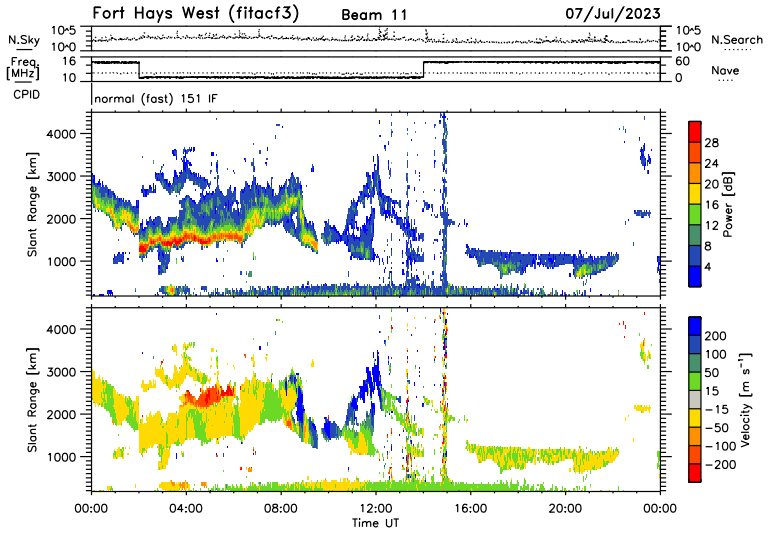 Fort Hays West (fitacf3) Beam 11 07/Jul/2023
N.Sky 10^5 10^0 10^5 10^0 N.Search
Freq. [MHz] 16 10 60 0 Nave
CPID normal (fast) 151 IF
Slant Range [km] 4000 3000 2000 1000
Power [dB] 28 24 20 16 12 8 4
Slant Range [km] 4000 3000 2000 1000
Velocity [m s⁻¹] 200 100 50 15 −15 −50 −100 −200
00:00 04:00 08:00 12:00 16:00 20:00 00:00
Time UT